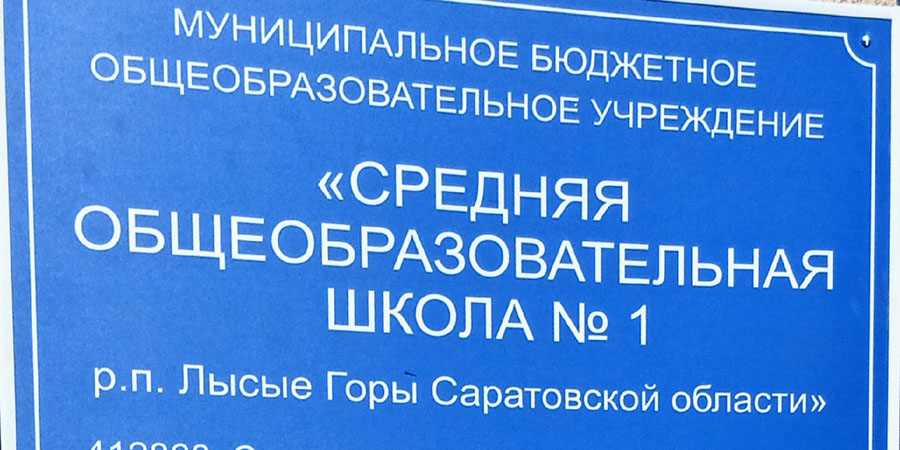 МУНИЦИПАЛЬНОЕ БЮДЖЕТНОЕ
ОБЩЕОБРАЗОВАТЕЛЬНОЕ УЧРЕЖДЕНИЕ
«СРЕДНЯЯ
ОБЩЕОБРАЗОВАТЕЛЬНАЯ
ШКОЛА № 1
р.п. Лысые Горы Саратовской области»